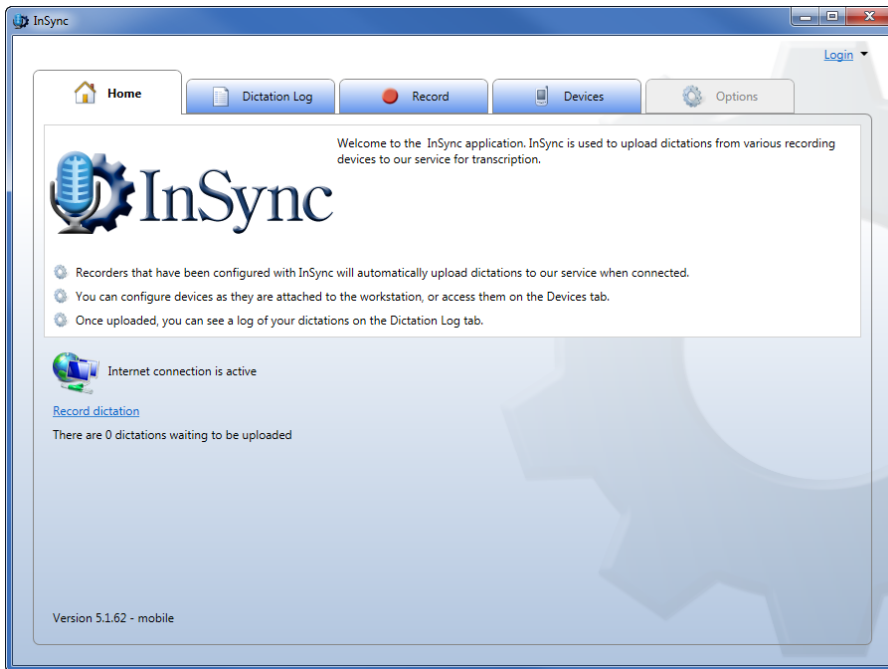 InSync
Login
Home
Dictation Log
Record
Devices
Options
Welcome to the InSync application. InSync is used to upload dictations from various recording
devices to our service for transcription.
InSync
Recorders that have been configured with InSync will automatically upload dictations to our service when connected.
You can configure devices as they are attached to the workstation, or access them on the Devices tab.
Once uploaded, you can see a log of your dictations on the Dictation Log tab.
Internet connection is active
Record dictation
There are 0 dictations waiting to be uploaded
Version 5.1.62 - mobile